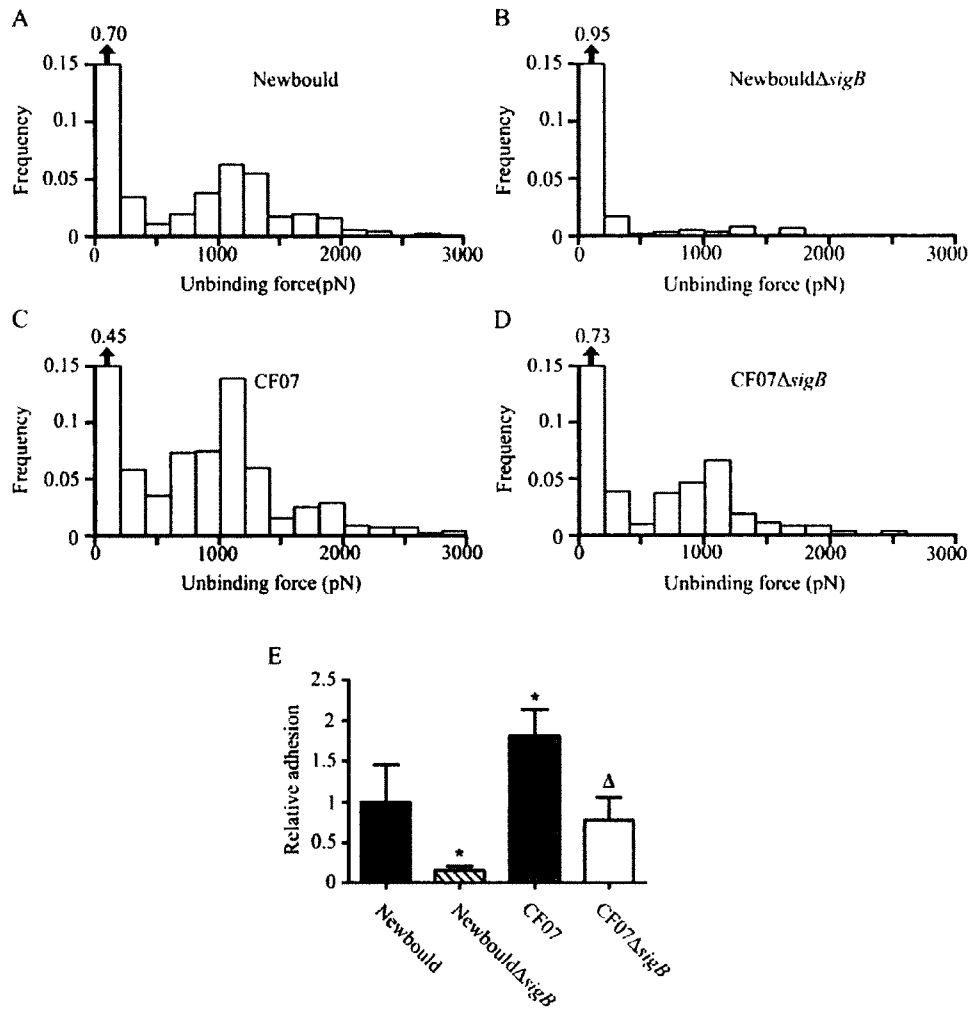 A
0.70
0.15
0.1
0.05
0
Frequency
Newbould
0 1000 2000 3000
Unbinding force(pN)
B
0.95
0.15
0.1
0.05
0
Frequency
NewbouldΔsigB
0 1000 2000 3000
Unbinding force (pN)
C
0.45
0.15
0.1
0.05
0
Frequency
CF07
0 1000 2000 3000
Unbinding force (pN)
D
0.73
0.15
0.1
0.05
0
Frequency
CF07ΔsigB
0 1000 2000 3000
Unbinding force (pN)
E
2.5
2
1.5
1
0.5
0
Relative adhesion
*
*
Δ
Newbould
NewbouldΔsigB
CF07
CF07ΔsigB